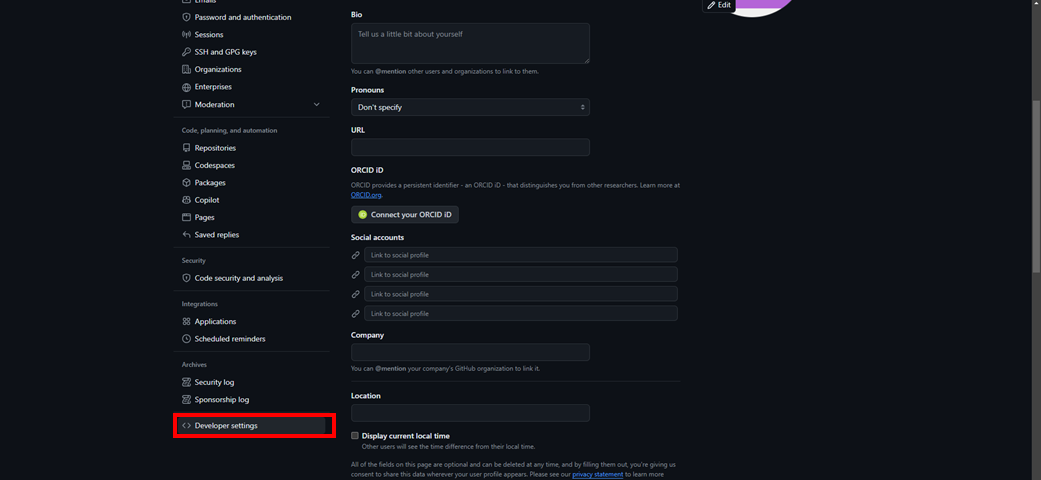 Emails
Password and authentication
Sessions
SSH and GPG keys
Organizations
Enterprises
Moderation
Code, planning, and automation
Repositories
Codespaces
Packages
Copilot
Pages
Saved replies
Security
Code security and analysis
Integrations
Applications
Scheduled reminders
Archives
Security log
Sponsorship log
Developer settings
Edit
Bio
Tell us a little bit about yourself
You can @mention other users and organizations to link to them.
Pronouns
Don't specify
URL
ORCID iD
ORCID provides a persistent identifier - an ORCID iD - that distinguishes you from other researchers. Learn more at
ORCID.org.
Connect your ORCID iD
Social accounts
Link to social profile
Link to social profile
Link to social profile
Link to social profile
Company
You can @mention your company's GitHub organization to link it.
Location
Display current local time
Other users will see the time difference from their local time.
All of the fields on this page are optional and can be deleted at any time, and by filling them out, you're giving us
consent to share this data wherever your user profile appears. Please see our privacy statement to learn more